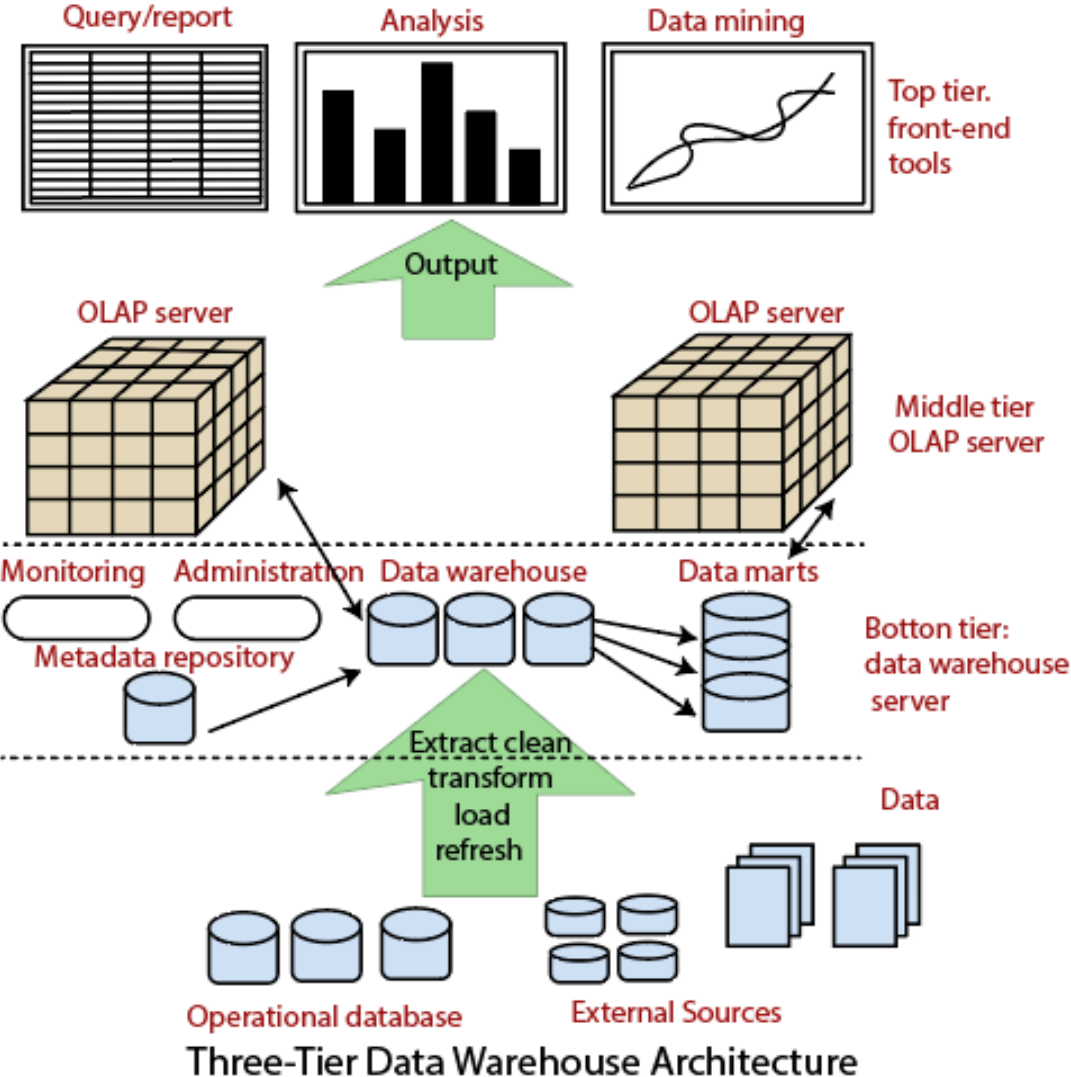 Query/report
Analysis
Data mining
Top tier.
front-end
tools
Output
OLAP server
OLAP server
Middle tier
OLAP server
Monitoring
Administration
Data warehouse
Data marts
Metadata repository
Botton tier:
data warehouse
server
Extract clean
transform
load
refresh
Data
Operational database
External Sources
Three-Tier Data Warehouse Architecture